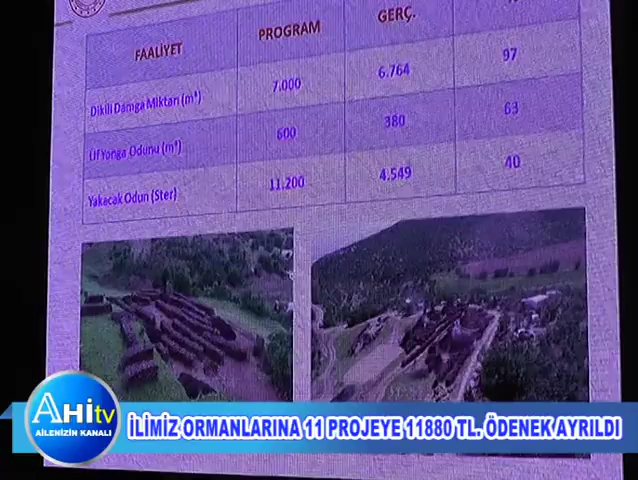 FAALİYET PROGRAM GERÇ.
Dikili Damga Miktarı (m³) 7.000 6.764 97
Lif Yonga Odunu (m³) 600 380 63
Yakacak Odun (Ster) 11.200 4.549 40
AHi tv
AİLENİZİN KANALI
İLİMİZ ORMANLARINA 11 PROJEYE 11880 TL. ÖDENEK AYRILDI